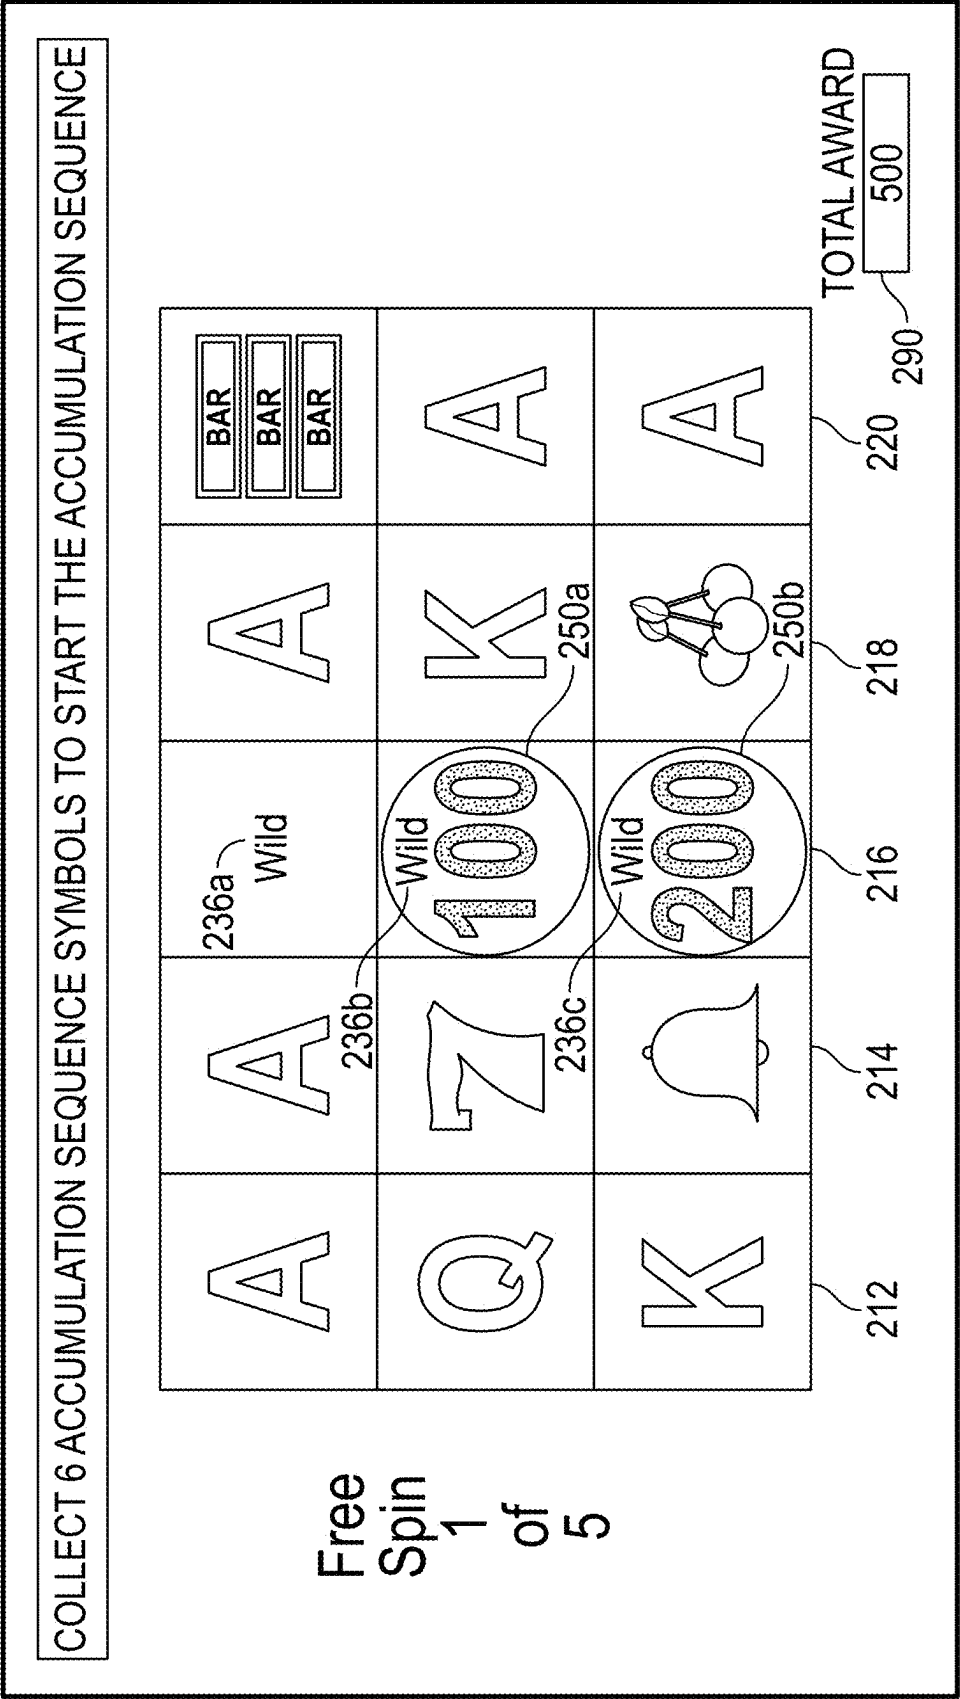 COLLECT 6 ACCUMULATION SEQUENCE SYMBOLS TO START THE ACCUMULATION SEQUENCE
Free
Spin
1
of
5
A
A
236a
Wild
A
BAR
BAR
BAR
Q
236b
7
Wild
100
K
250a
A
K
236c
Wild
200
250b
A
212
214
216
218
220
290
TOTAL AWARD
500